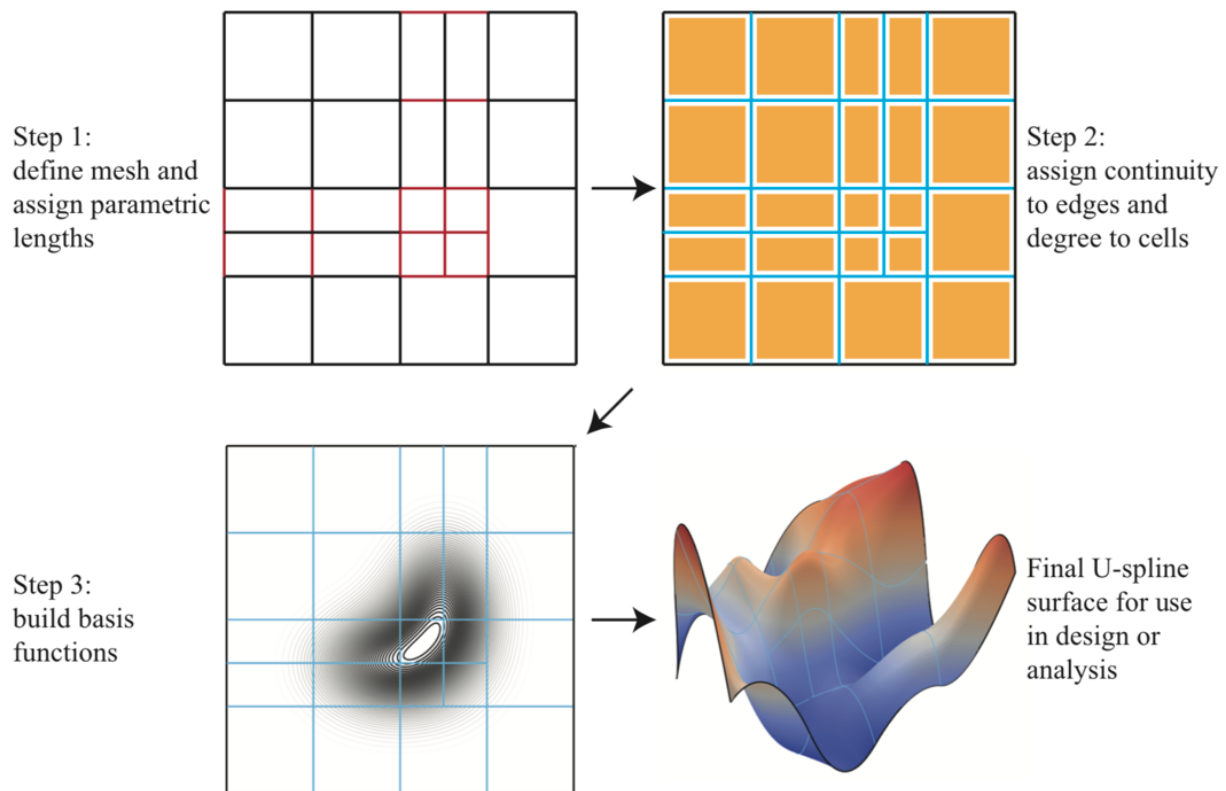 Step 1:
define mesh and
assign parametric
lengths
Step 2:
assign continuity
to edges and
degree to cells
Step 3:
build basis
functions
Final U-spline
surface for use
in design or
analysis